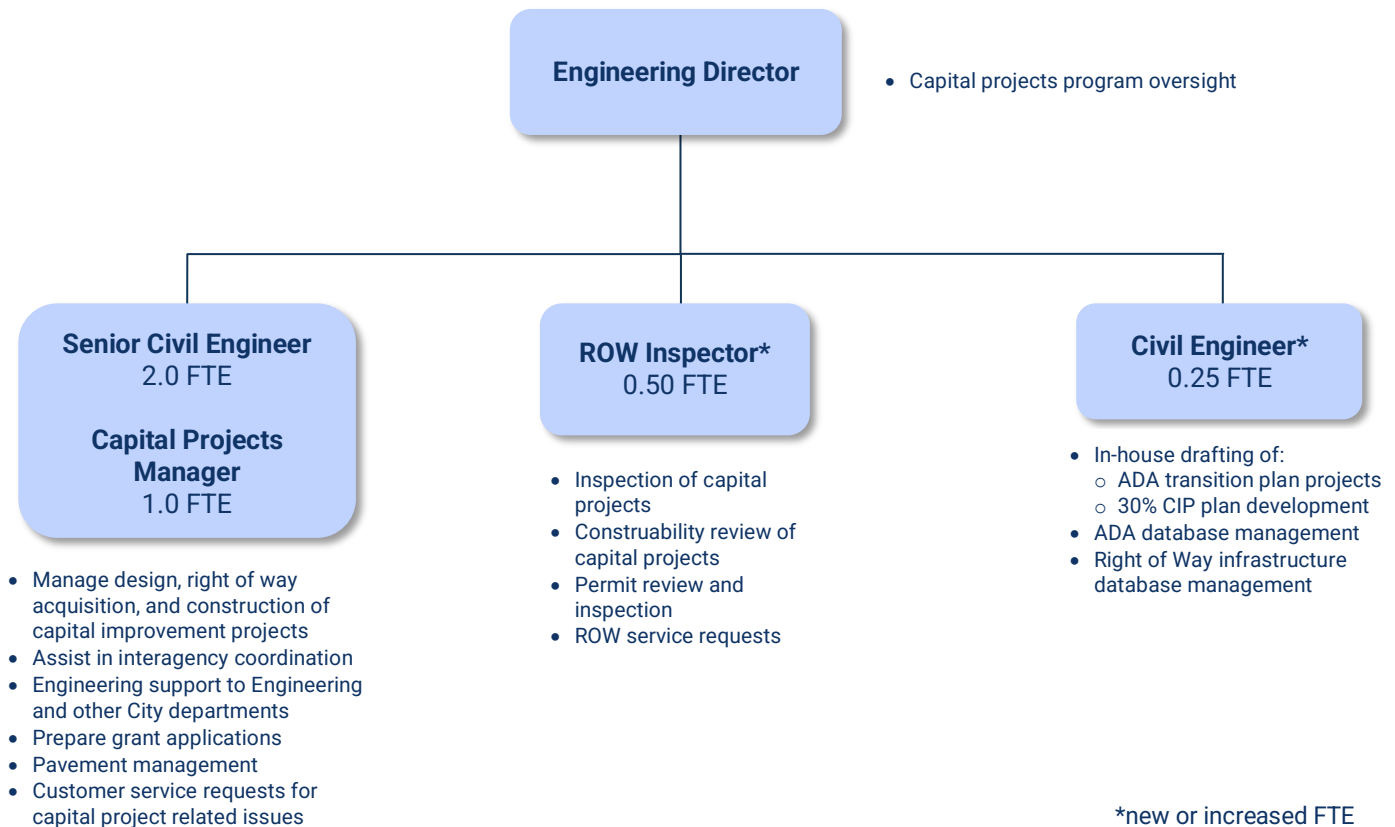 Engineering Director
• Capital projects program oversight
Senior Civil Engineer
2.0 FTE
Capital Projects
Manager
1.0 FTE
• Manage design, right of way
acquisition, and construction of
capital improvement projects
• Assist in interagency coordination
• Engineering support to Engineering
and other City departments
• Prepare grant applications
• Pavement management
• Customer service requests for
capital project related issues
ROW Inspector*
0.50 FTE
• Inspection of capital
projects
• Construability review of
capital projects
• Permit review and
inspection
• ROW service requests
Civil Engineer*
0.25 FTE
• In-house drafting of:
o ADA transition plan projects
o 30% CIP plan development
• ADA database management
• Right of Way infrastructure
database management
*new or increased FTE